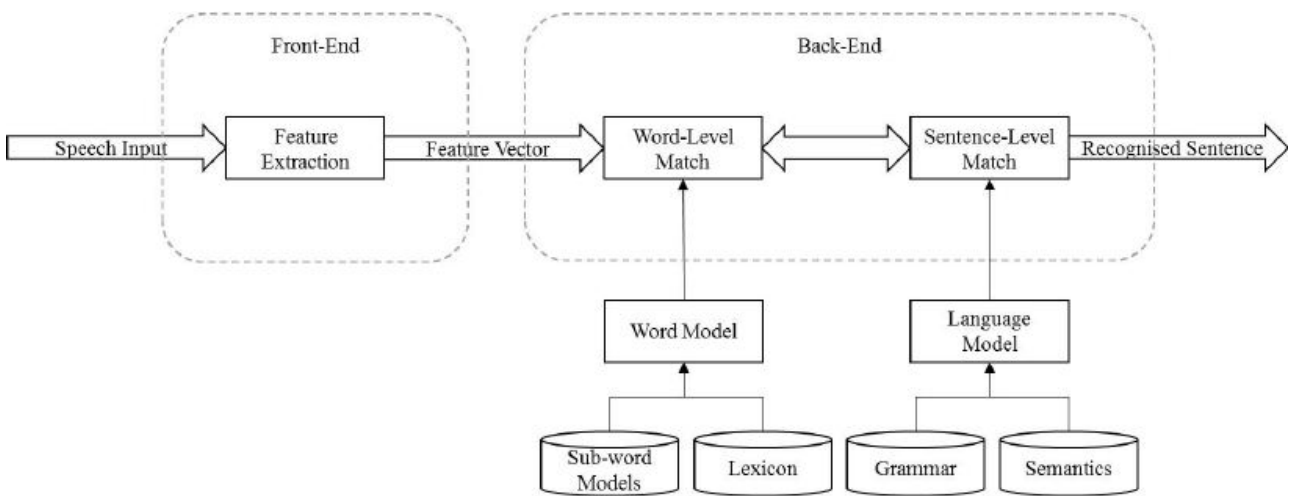 Front-End
Back-End
Speech Input
Feature
Extraction
Feature Vector
Word-Level
Match
Sentence-Level
Match
Recognised Sentence
Word Model
Language
Model
Sub-word
Models
Lexicon
Grammar
Semantics